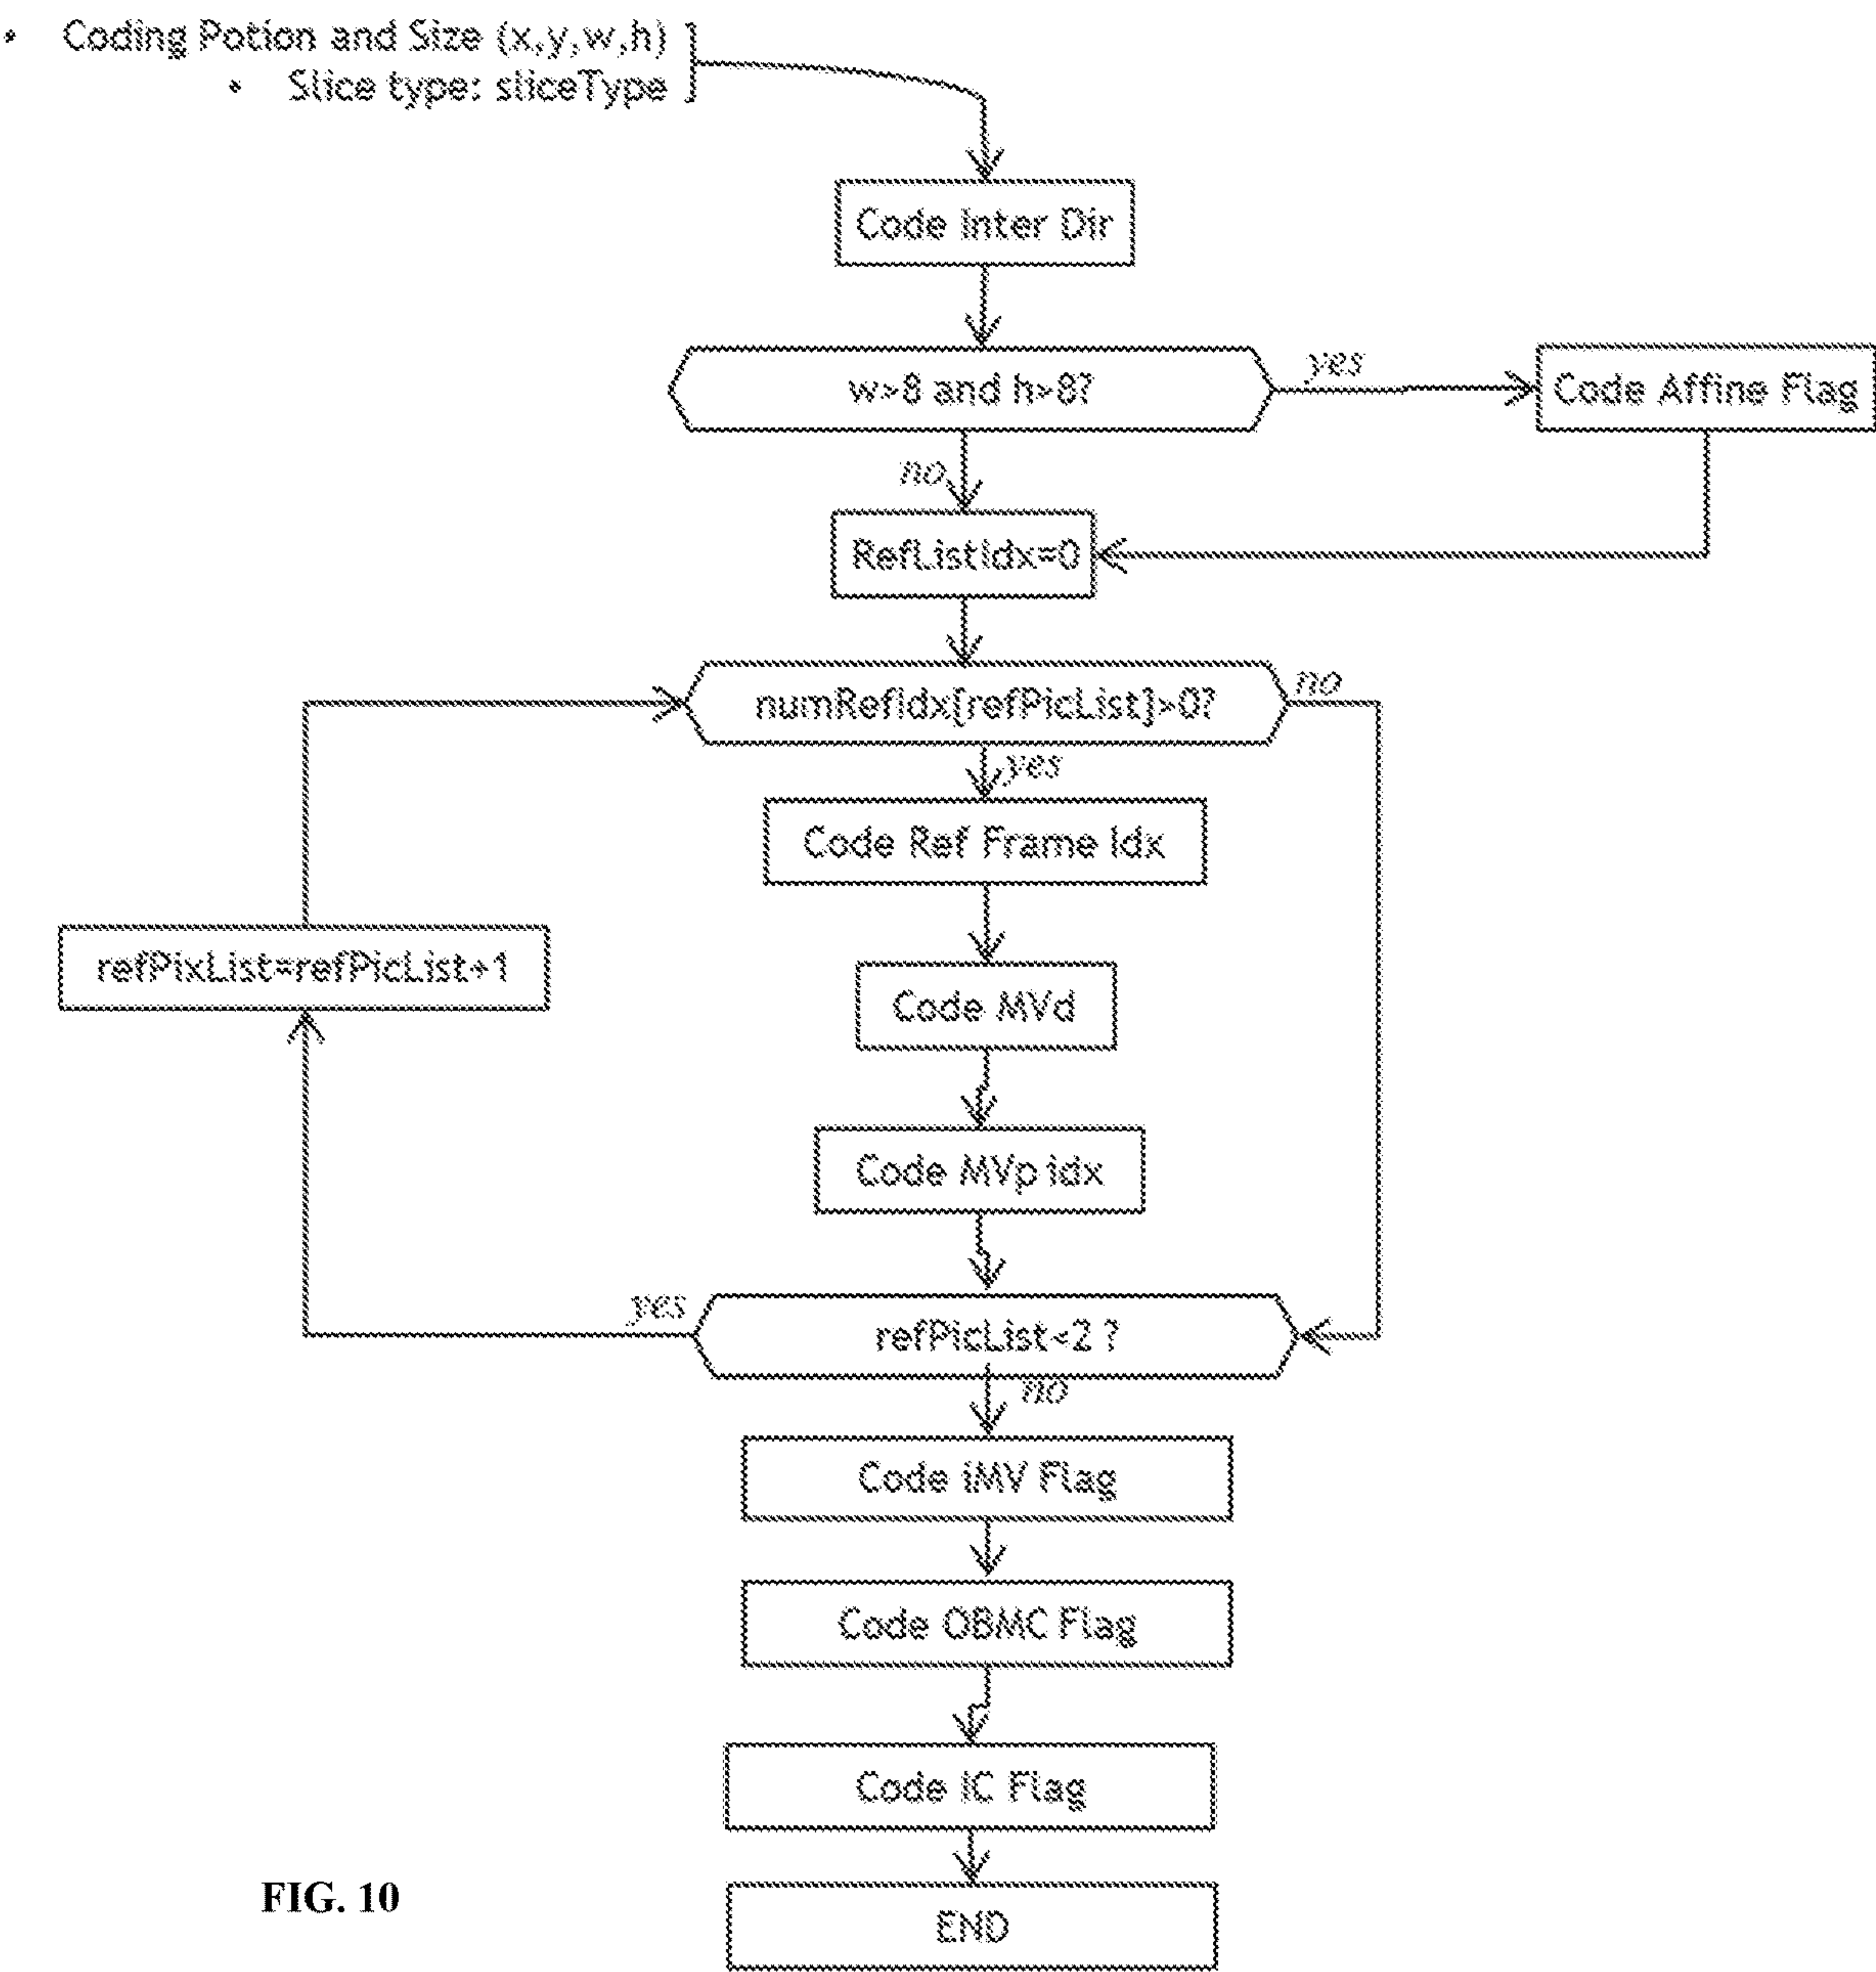 • Coding Potion and Size (x,y,w,h)
• Slice type: sliceType
Code Inter Dir
w>8 and h>8?
yes
Code Affine Flag
no
RefListIdx=0
numRefIdx[refPicList]>0?
no
yes
Code Ref Frame Idx
refPixList=refPicList+1
Code MVd
Code MVp idx
yes
refPicList<2 ?
no
Code iMV Flag
Code OBMC Flag
Code IC Flag
FIG. 10
END